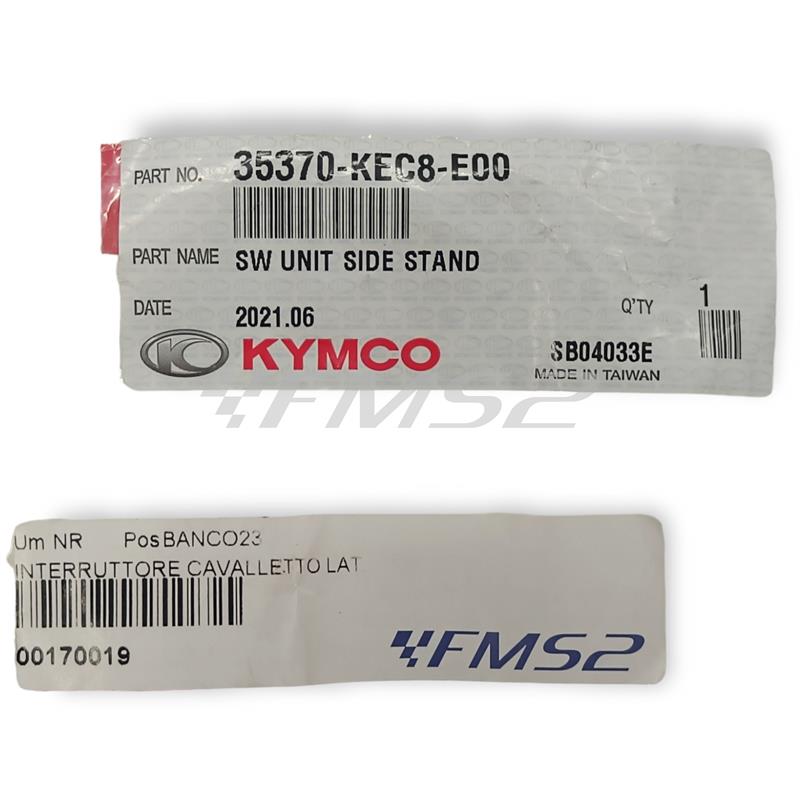 PART NO. 35370-KEC8-E00
PART NAME SW UNIT SIDE STAND
DATE 2021.06 Q'TY 1
KYMCO SB04033E
MADE IN TAIWAN
FMS2
Um NR PosBANCO23
INTERRUTTORE CAVALLETTO LAT
00170019
FMS2